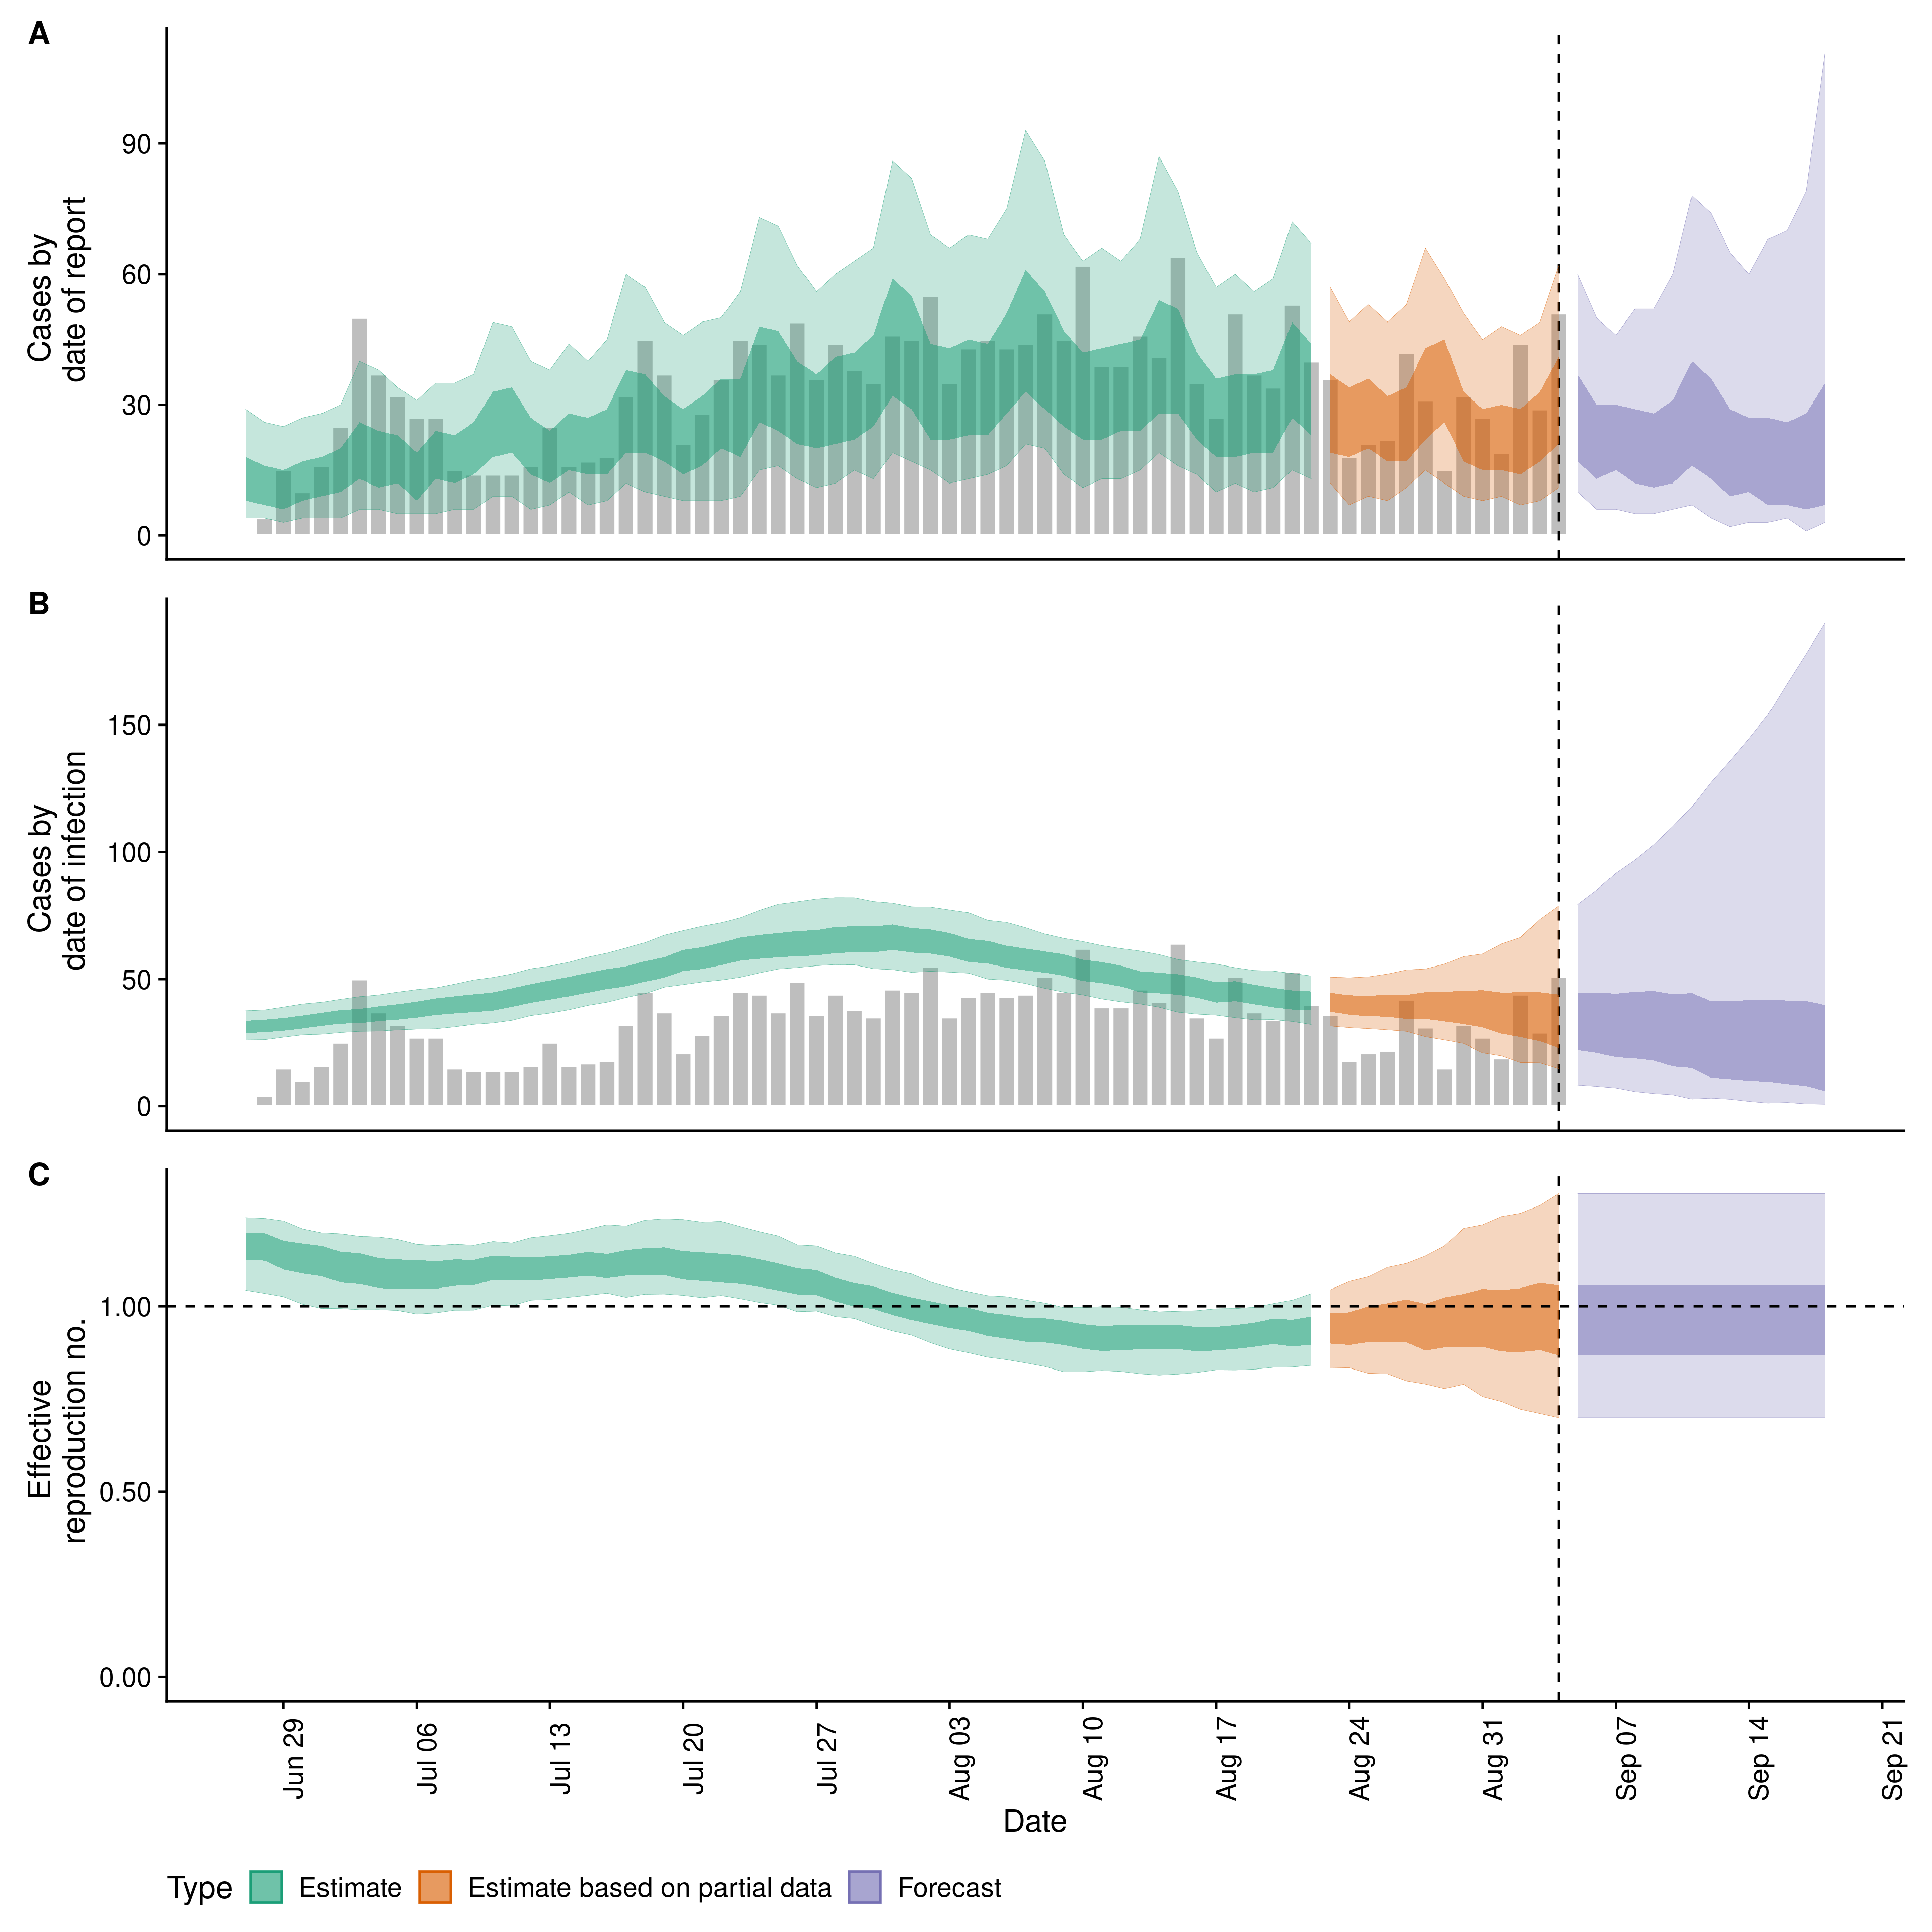 A
90
60
30
0
Cases by
date of report
B
150
100
50
0
Cases by
date of infection
C
1.00
0.50
0.00
Effective
reproduction no.
Jun 29
Jul 06
Jul 13
Jul 20
Jul 27
Aug 03
Aug 10
Aug 17
Aug 24
Aug 31
Sep 07
Sep 14
Sep 21
Date
Type Estimate Estimate based on partial data Forecast